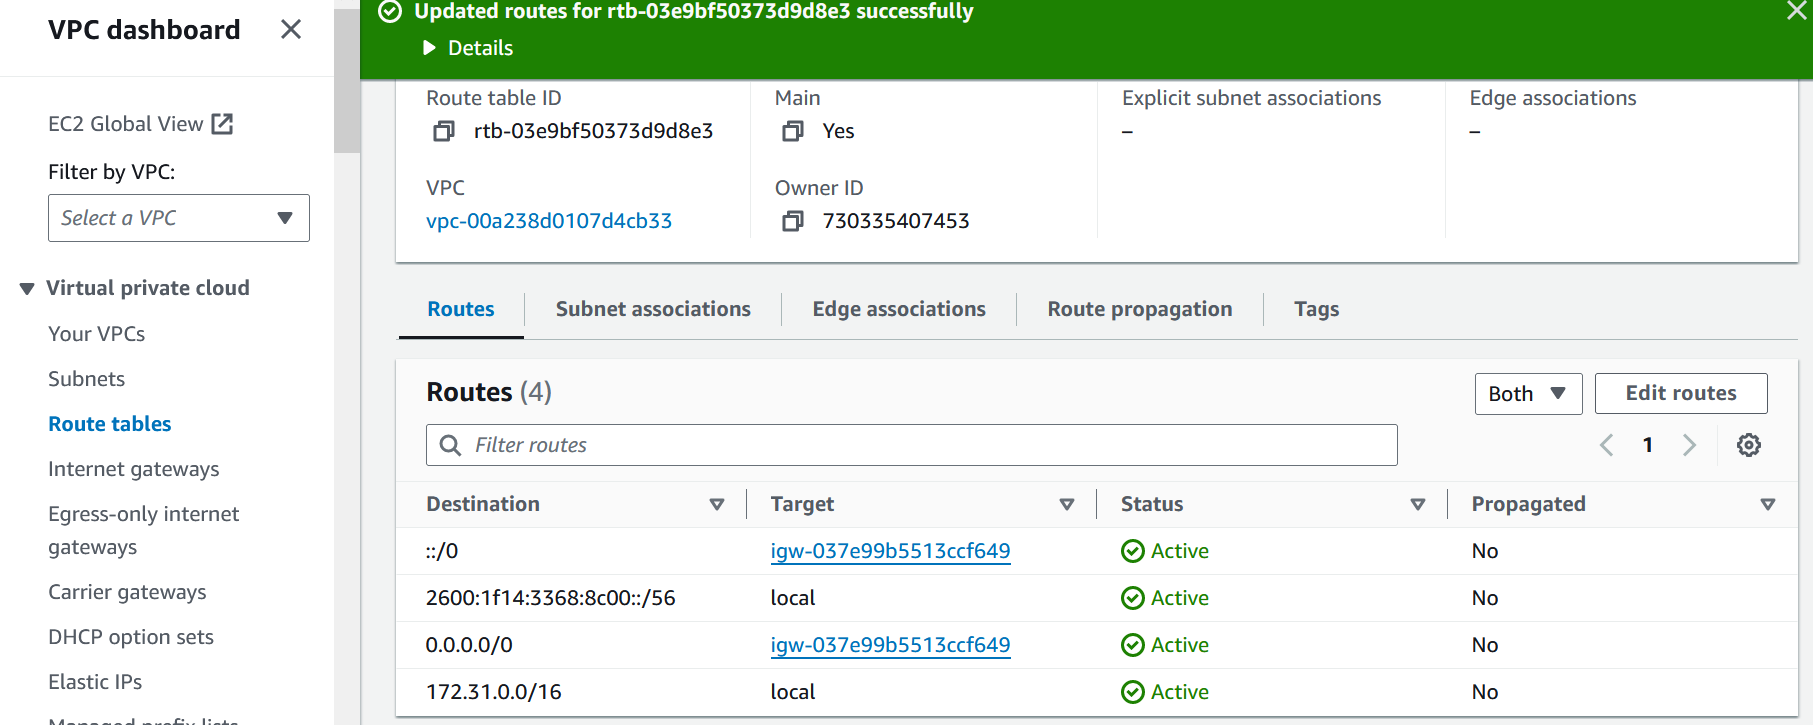 VPC dashboard
EC2 Global View
Filter by VPC:
Select a VPC
Virtual private cloud
Your VPCs
Subnets
Route tables
Internet gateways
Egress-only internet
gateways
Carrier gateways
DHCP option sets
Elastic IPs
Managed prefix lists
Updated routes for rtb-03e9bf50373d9d8e3 successfully
Details
Route table ID
rtb-03e9bf50373d9d8e3
Main
Yes
Explicit subnet associations
–
Edge associations
–
VPC
vpc-00a238d0107d4cb33
Owner ID
730335407453
Routes
Subnet associations
Edge associations
Route propagation
Tags
Routes (4)
Both
Edit routes
Filter routes
1
Destination Target Status Propagated
::/0 igw-037e99b5513ccf649 Active No
2600:1f14:3368:8c00::/56 local Active No
0.0.0.0/0 igw-037e99b5513ccf649 Active No
172.31.0.0/16 local Active No